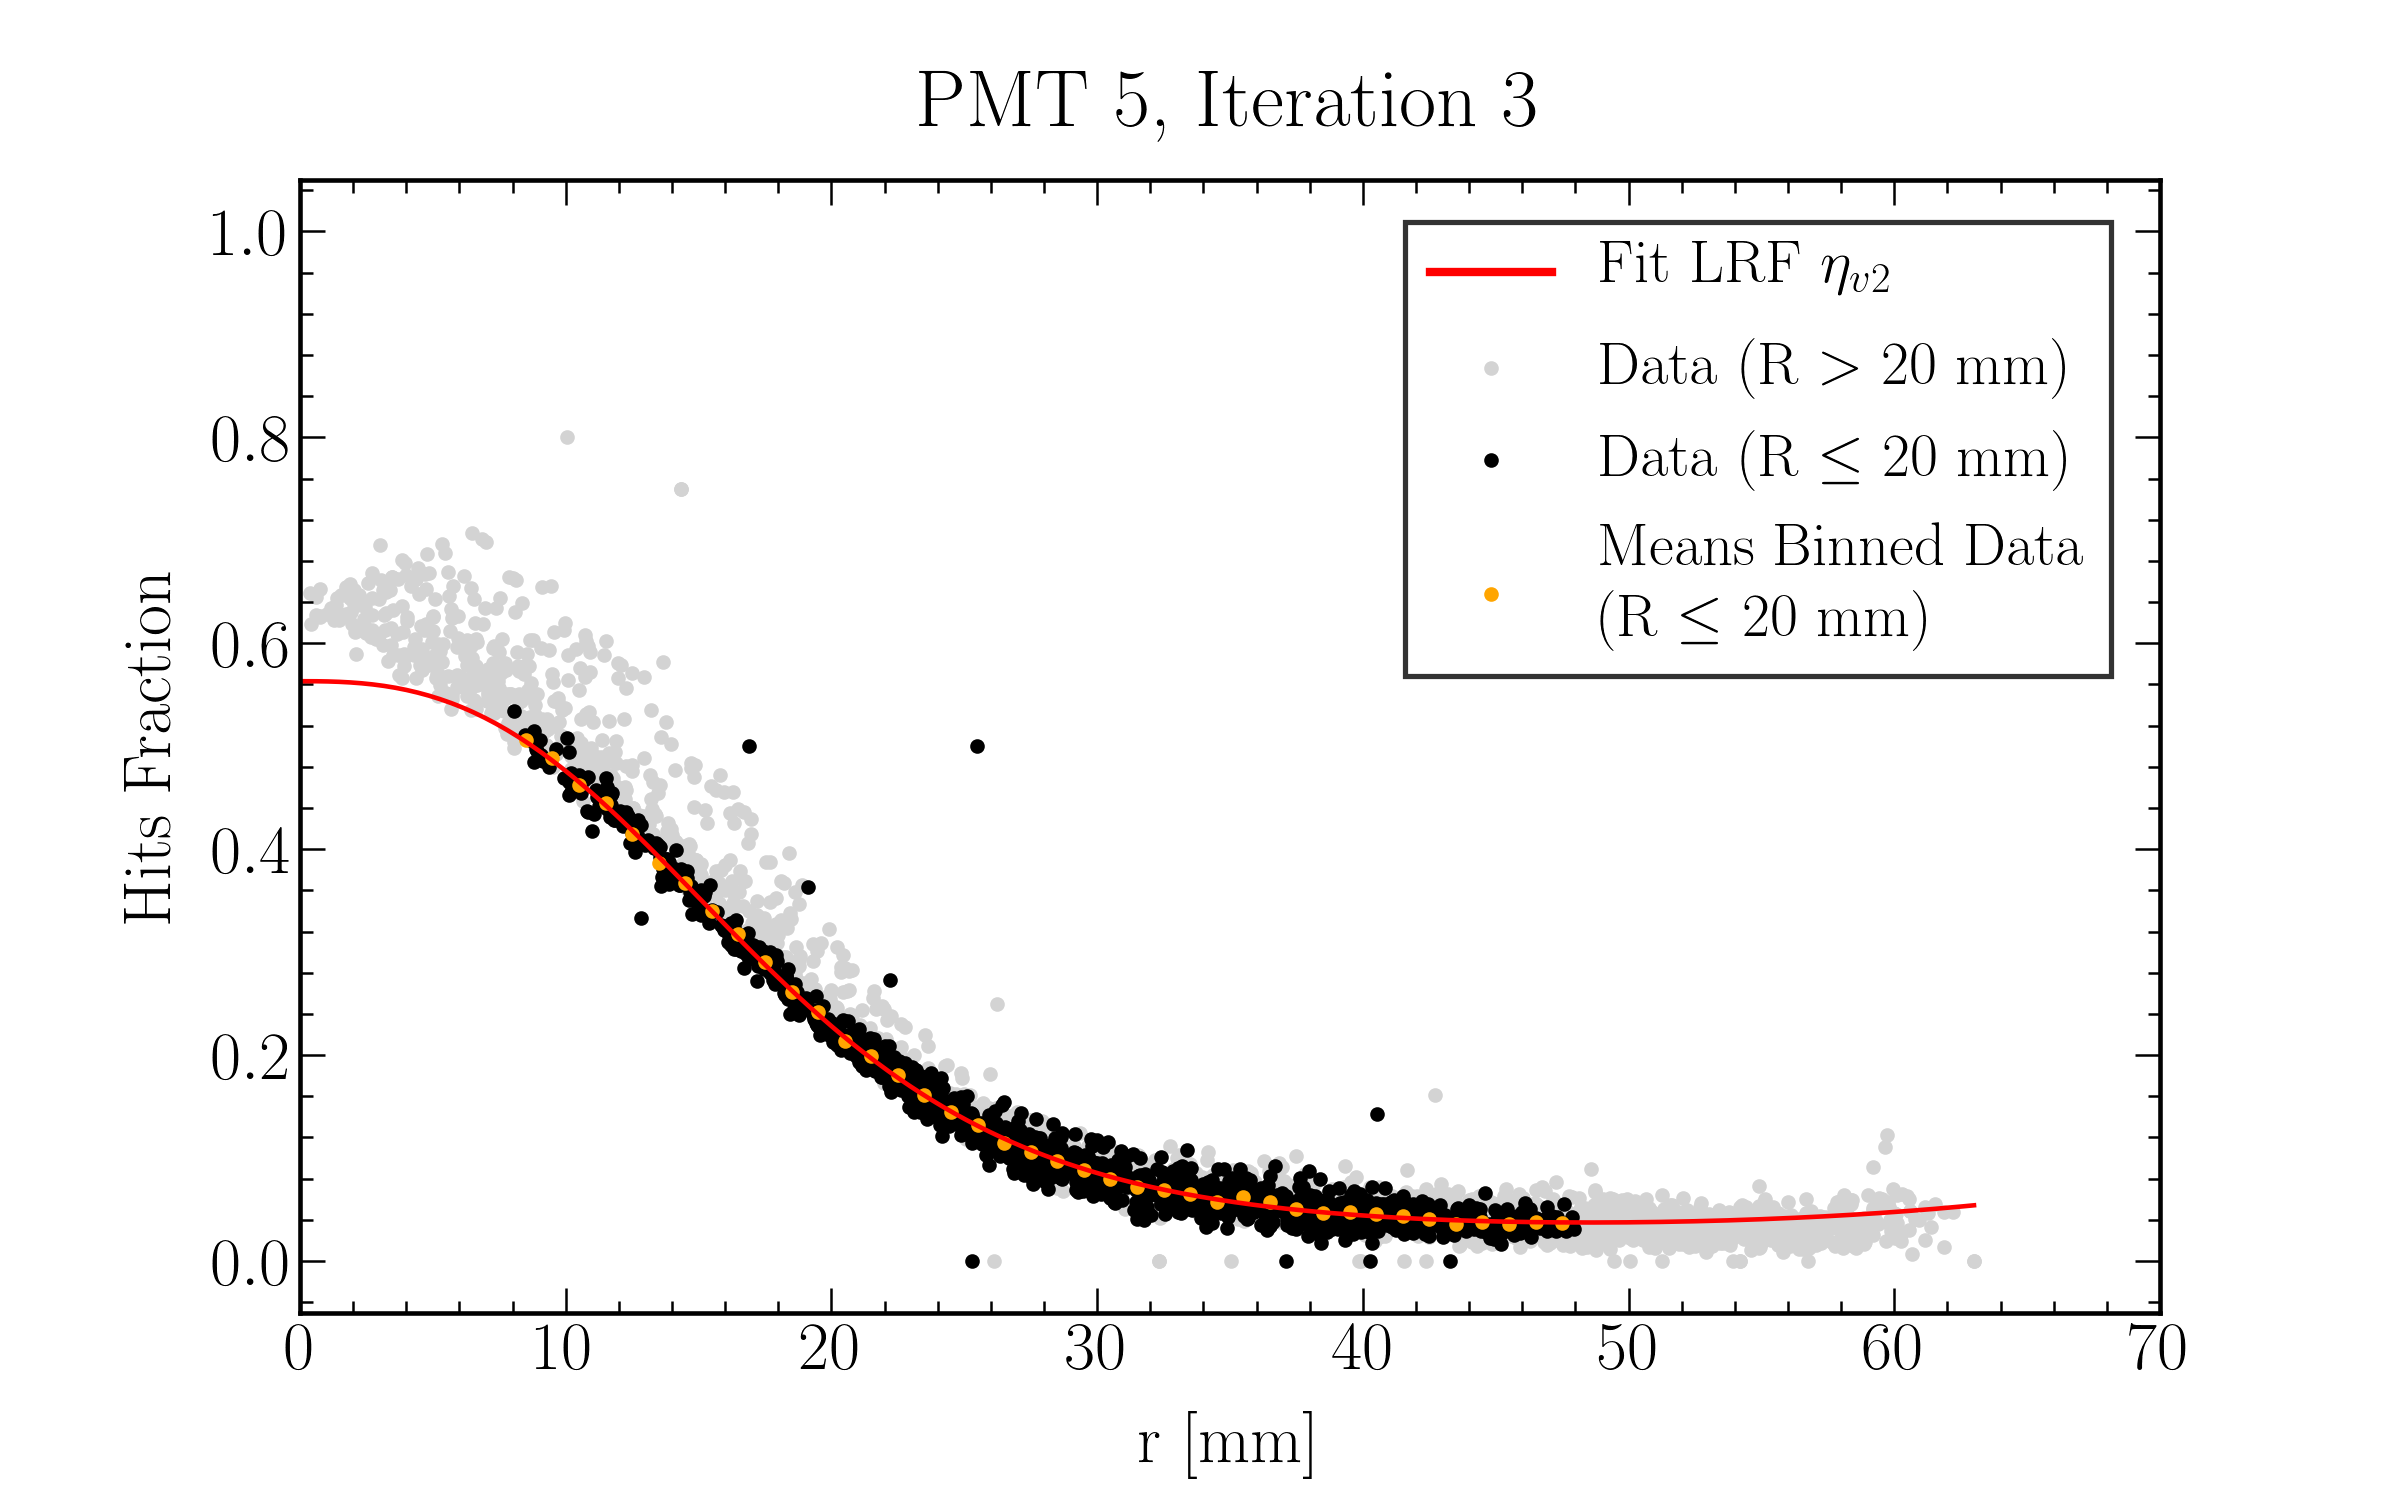 PMT 5, Iteration 3
Fit LRF ηv2
Data (R > 20 mm)
Data (R ≤ 20 mm)
Means Binned Data
(R ≤ 20 mm)
Hits Fraction
1.0
0.8
0.6
0.4
0.2
0.0
0 10 20 30 40 50 60 70
r [mm]